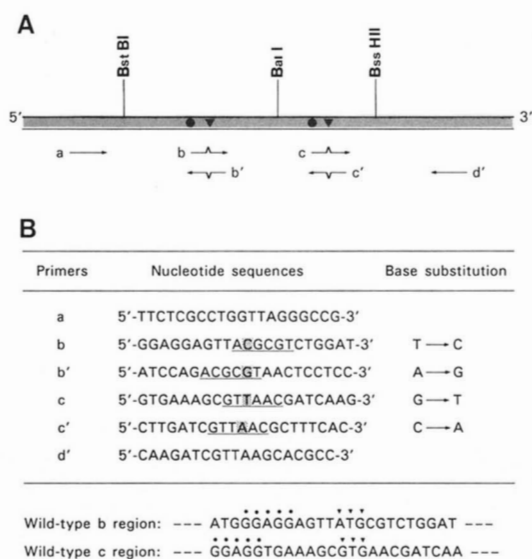 A
Bst BI
Bal I
Bss HII
5'
3'
a
b
c
b'
c'
d'
B
Primers Nucleotide sequences Base substitution
a 5'-TTCTCGCCTGGTTAGGGCCG-3'
b 5'-GGAGGAGTTACGCGTCTGGAT-3' T → C
b' 5'-ATCCAGACGCGTAACTCCTCC-3' A → G
c 5'-GTGAAAGCGTTAACGATCAAG-3' G → T
c' 5'-CTTGATCGTTAACGCTTTCAC-3' C → A
d' 5'-CAAGATCGTTAAGCACGCC-3'
Wild-type b region: --- ATGGGAGGAGTTATGCGTCTGGAT ---
Wild-type c region: --- GGAGGTGAAAGCGTGAACGATCAA ---